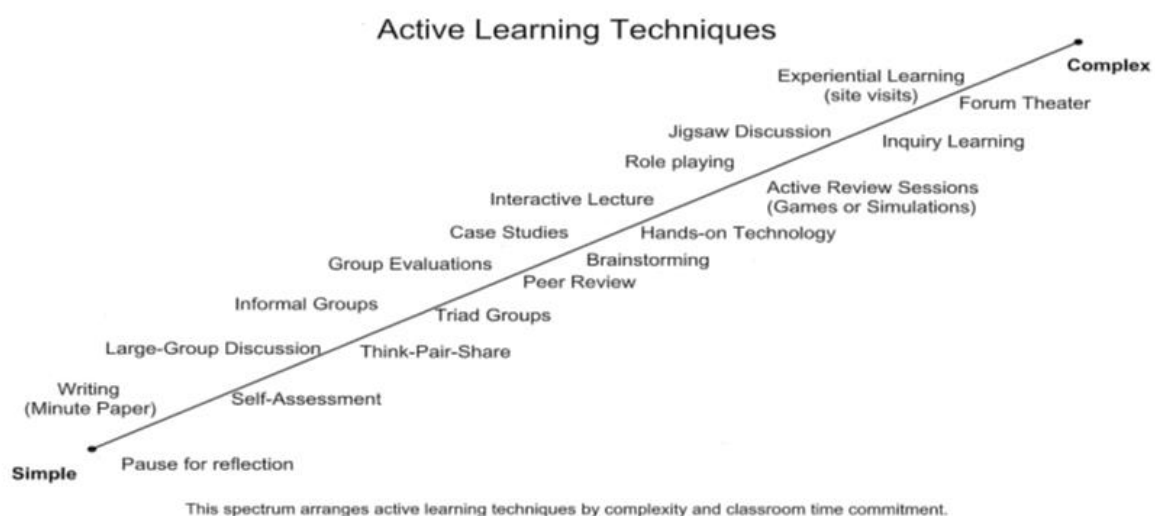 Active Learning Techniques
Complex
Experiential Learning
(site visits)
Forum Theater
Jigsaw Discussion
Inquiry Learning
Role playing
Active Review Sessions
(Games or Simulations)
Interactive Lecture
Case Studies
Hands-on Technology
Group Evaluations
Brainstorming
Peer Review
Informal Groups
Triad Groups
Large-Group Discussion
Think-Pair-Share
Writing
(Minute Paper)
Self-Assessment
Simple
Pause for reflection
This spectrum arranges active learning techniques by complexity and classroom time commitment.